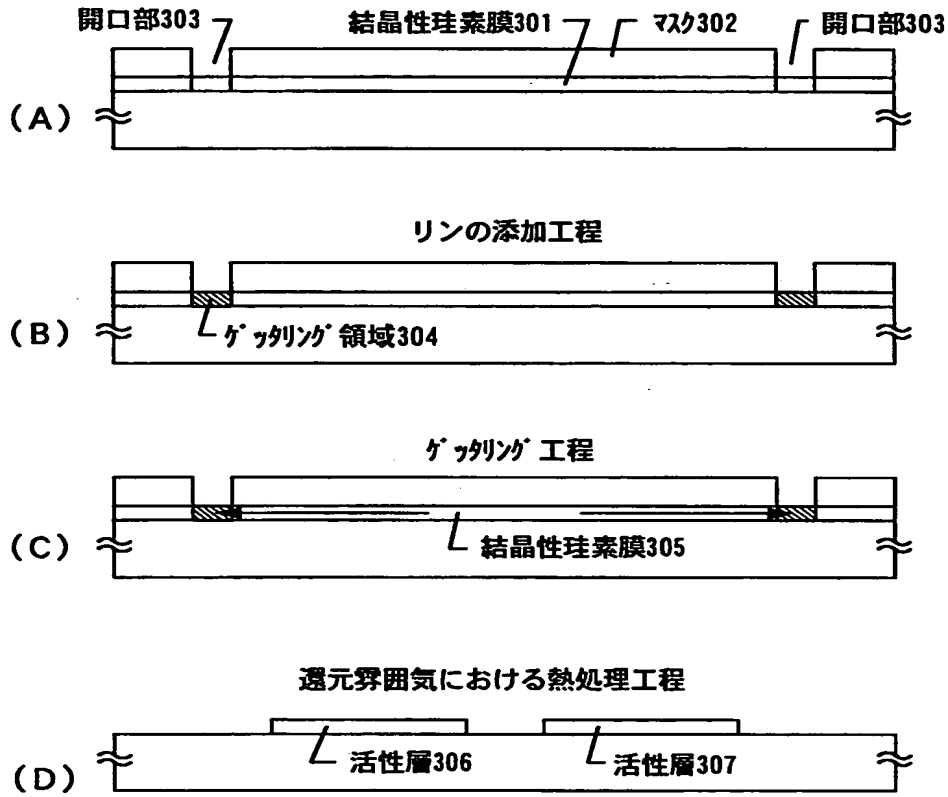 開口部303 結晶性珪素膜301 マスク302 開口部303
(A)
リンの添加工程
(B)
ゲッタリング領域304
ゲッタリング工程
(C)
結晶性珪素膜305
還元雰囲気における熱処理工程
(D)
活性層306 活性層307